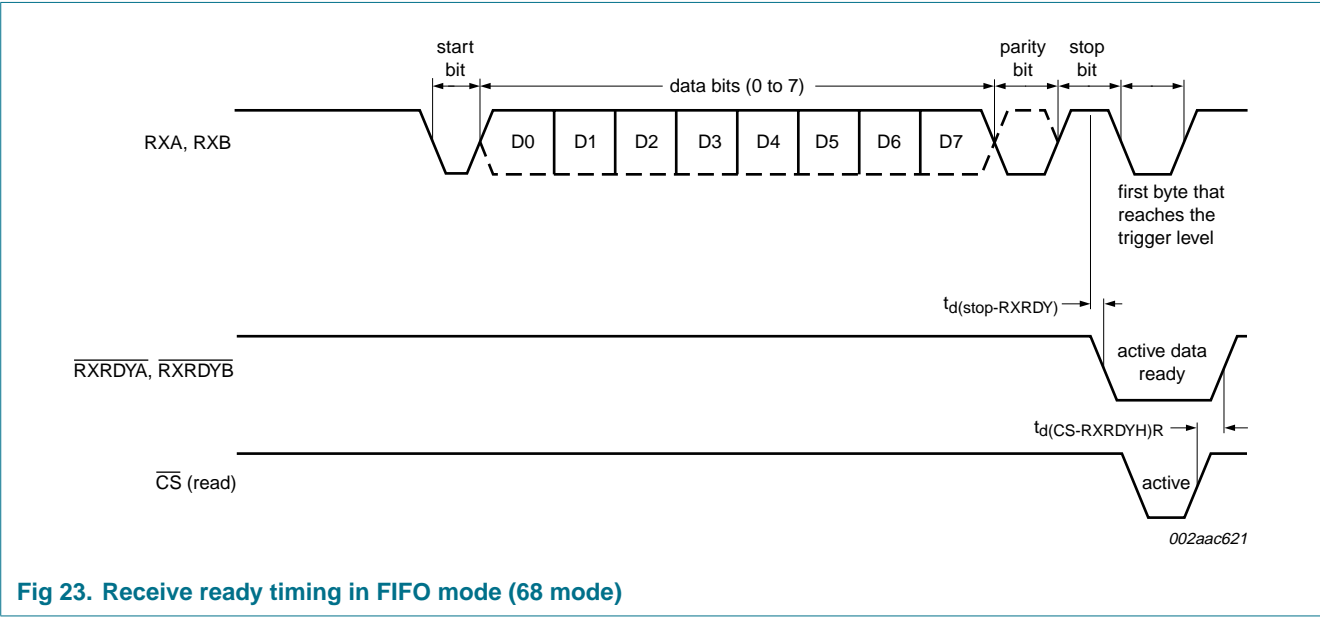 start
bit
parity
bit
stop
bit
data bits (0 to 7)
RXA, RXB
D0 D1 D2 D3 D4 D5 D6 D7
first byte that
reaches the
trigger level
td(stop-RXRDY)
RXRDYA, RXRDYB
active data
ready
td(CS-RXRDYH)R
CS (read)
active
002aac621
Fig 23. Receive ready timing in FIFO mode (68 mode)